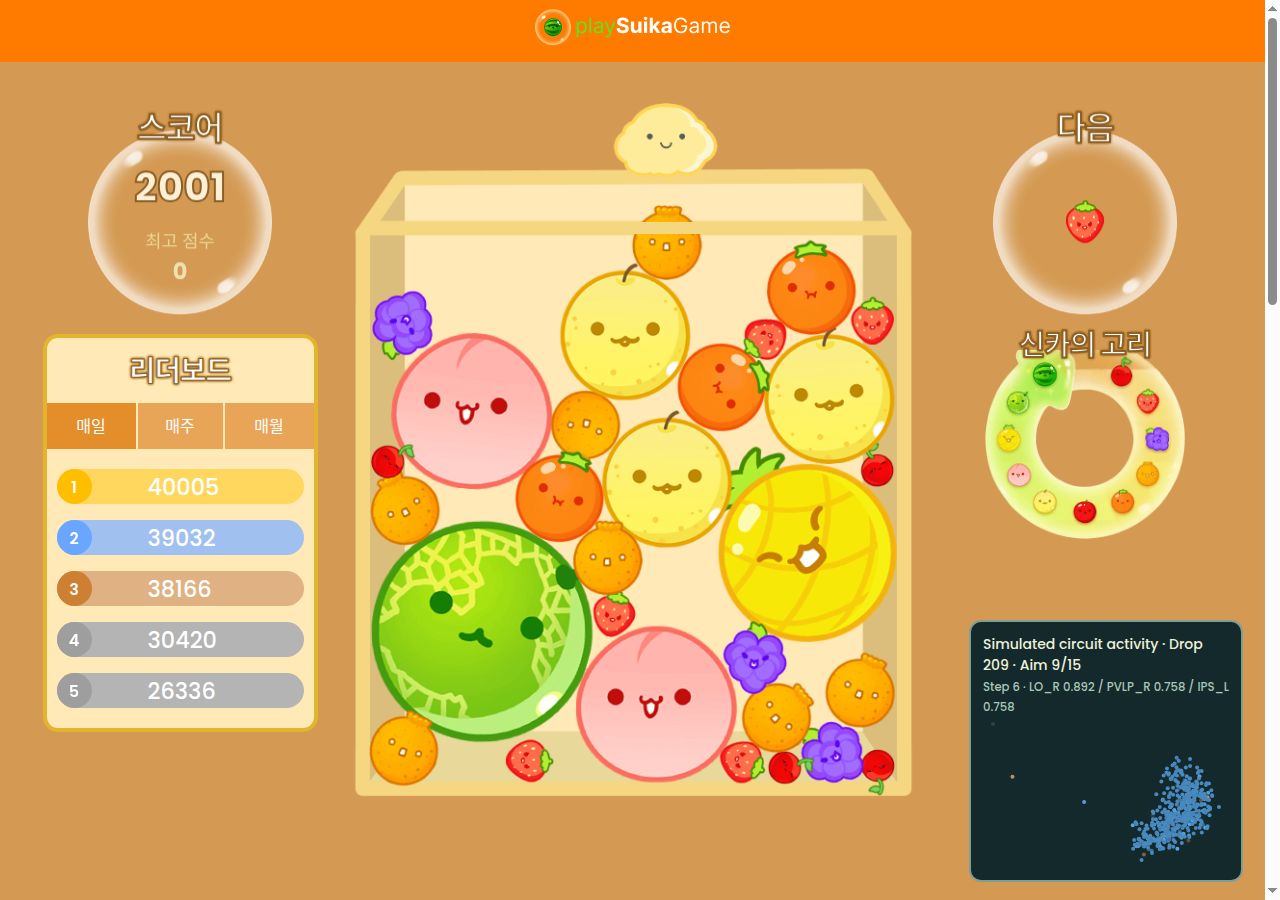 playSuikaGame
스코어
2001
최고 점수
0
다음
신카의 고리
리더보드
매일 매주 매월
1 40005
2 39032
3 38166
4 30420
5 26336
Simulated circuit activity · Drop
209 · Aim 9/15
Step 6 · LO_R 0.892 / PVLP_R 0.758 / IPS_L
0.758